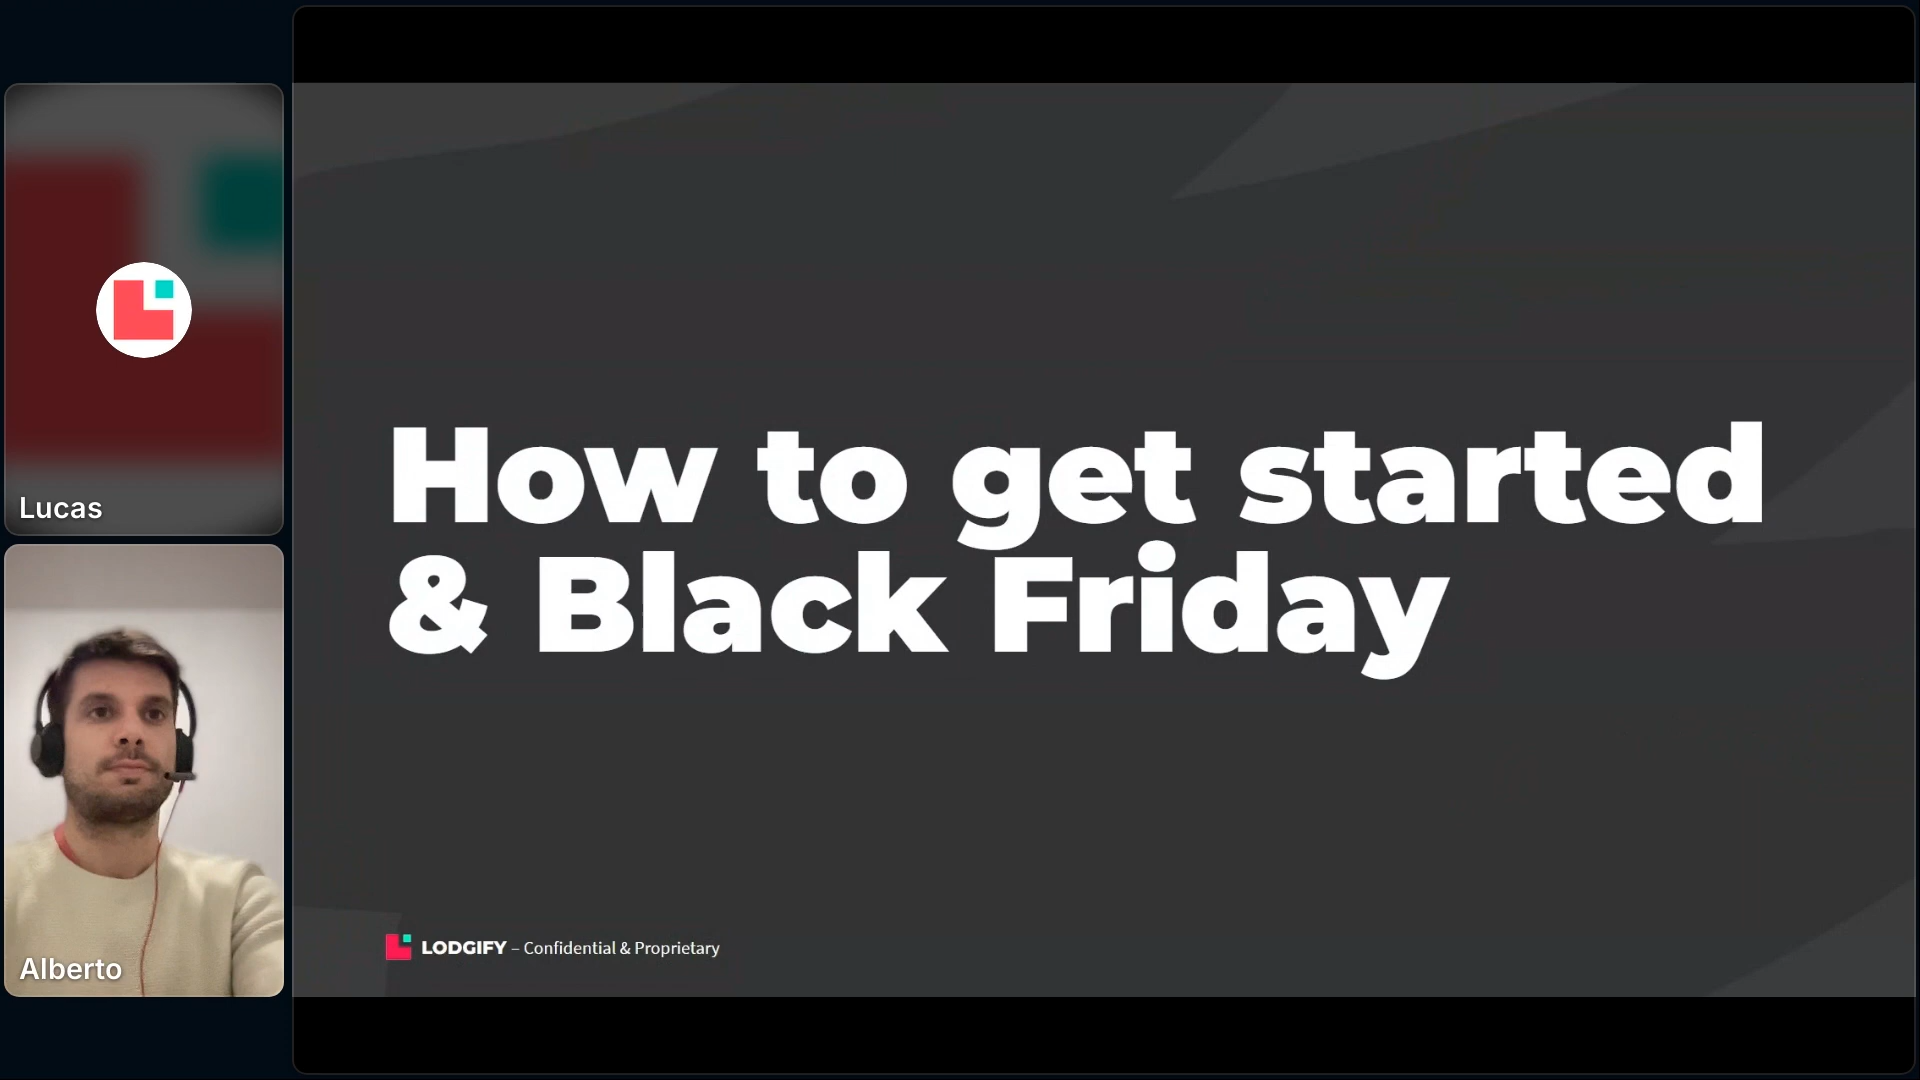 Lucas
Alberto
How to get started
& Black Friday
LODGIFY – Confidential & Proprietary